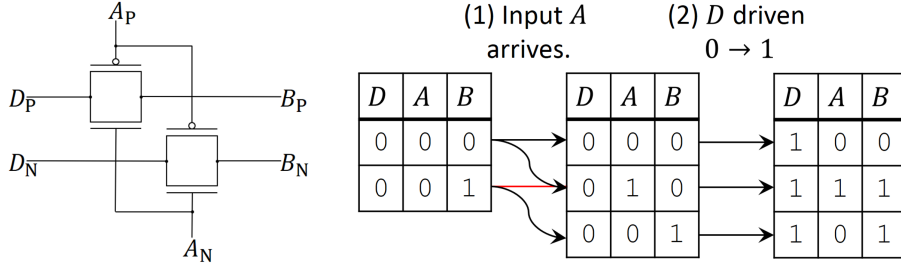 A_P
D_P
B_P
D_N
B_N
A_N
(1) Input A
arrives.
(2) D driven
0 → 1
D A B
0 0 0
0 0 1
D A B
0 0 0
0 1 0
0 0 1
D A B
1 0 0
1 1 1
1 0 1